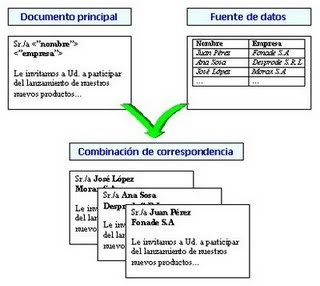 Documento principal
Fuente de datos
Sr./a <"nombre">
<"empresa">
Le invitamos a Ud. a participar
del lanzamiento de nuestros
nuevos productos...
Nombre Empresa
Juan Pérez Fonade S.A
Ana Sosa Desprode S.R.L
José López Morax S.A
... ...
Combinación de correspondencia
Sr./a José López
Morax S.A
Le invi
del lanz
nuevos
Sr./a Ana Sosa
Desprode S.R.L
Le invi
del lanz
nuevos
Sr./a Juan Pérez
Fonade S.A
Le invitamos a Ud. a participar
del lanzamiento de nuestros
nuevos productos...